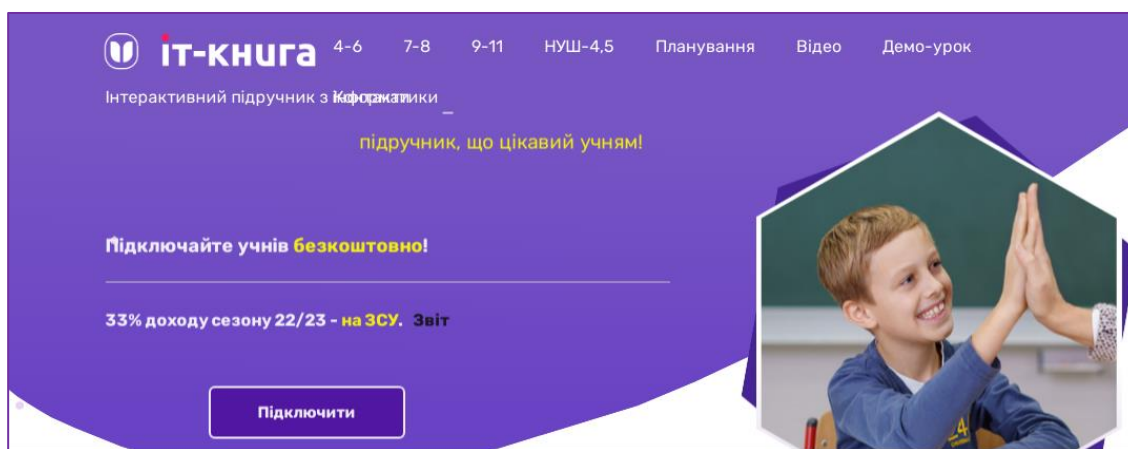 іт-книга 4-6 7-8 9-11 НУШ-4,5 Планування Відео Демо-урок
Інтерактивний підручник з
підручник, що цікавий учням!
Підключайте учнів безкоштовно!
33% доходу сезону 22/23 - на ЗСУ. Звіт
Підключити